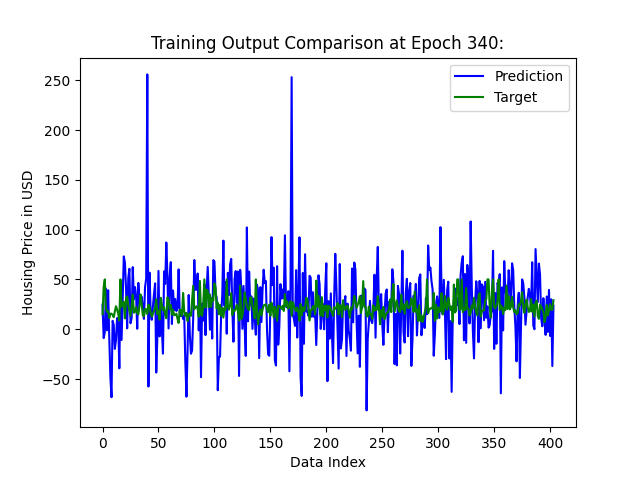 Training Output Comparison at Epoch 340:
Prediction
Target
Housing Price in USD
250
200
150
100
50
0
−50
0 50 100 150 200 250 300 350 400
Data Index